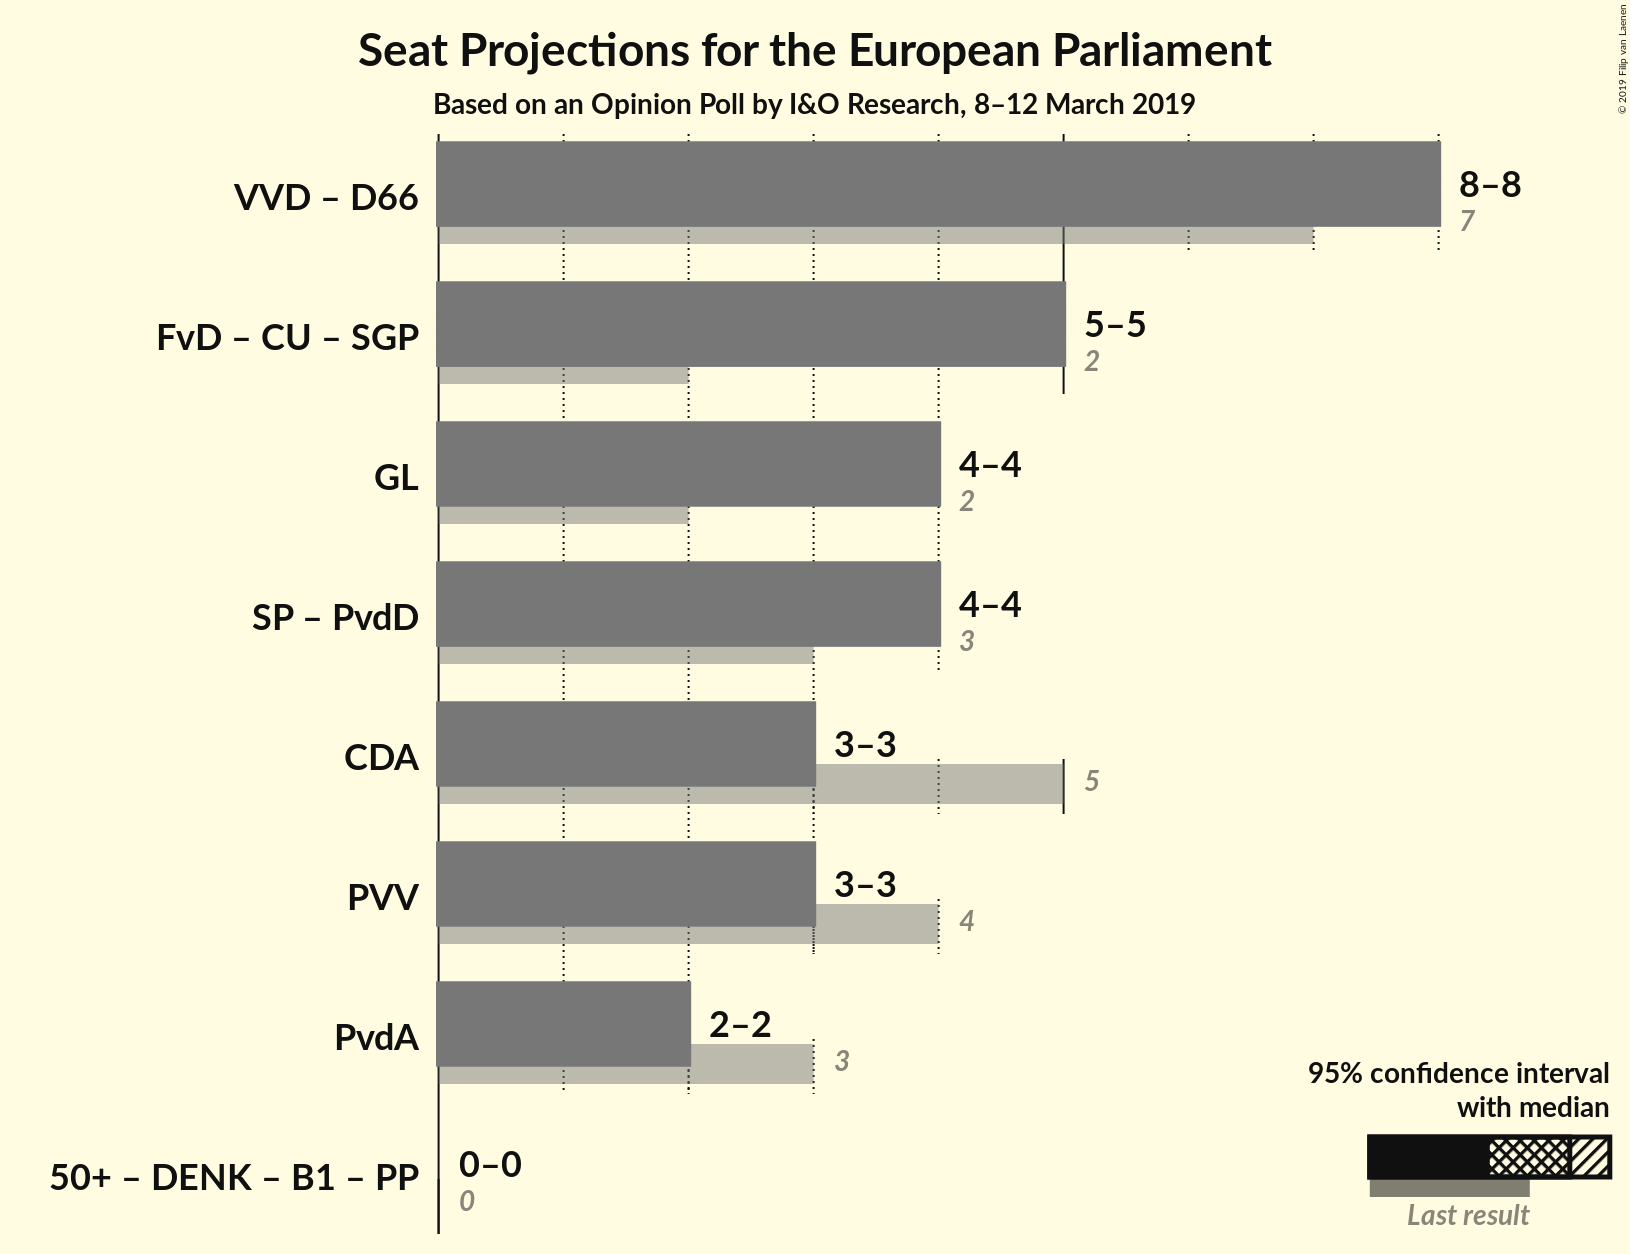 Seat Projections for the European Parliament
Based on an Opinion Poll by I&O Research, 8–12 March 2019
© 2019 Filip van Laenen
VVD – D66
8–8
7
FvD – CU – SGP
5–5
2
GL
4–4
2
SP – PvdD
4–4
3
CDA
3–3
5
PVV
3–3
4
PvdA
2–2
3
50+ – DENK – B1 – PP
0–0
0
95% confidence interval
with median
Last result